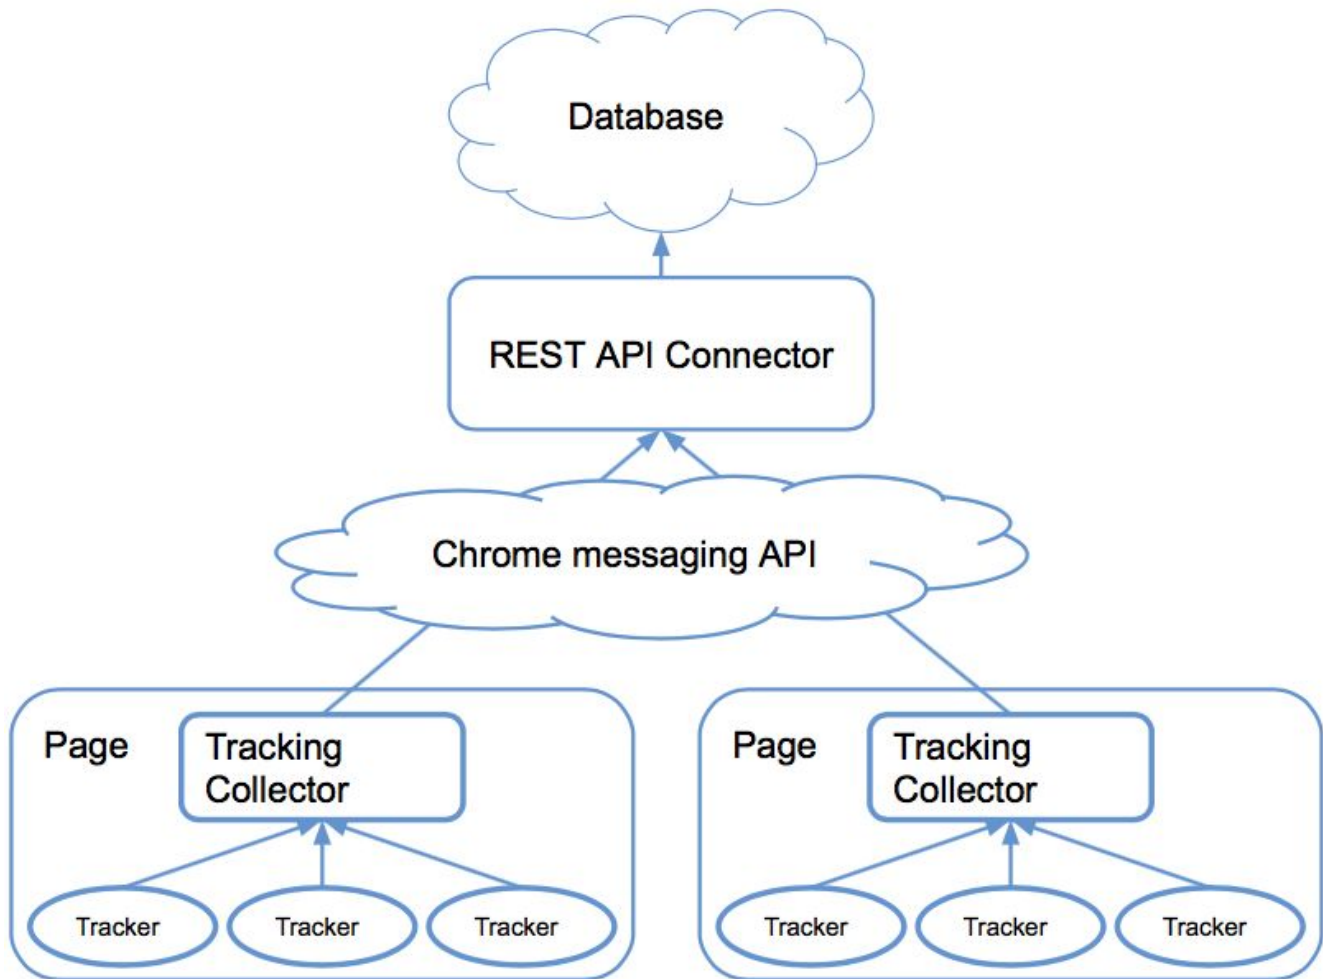 Database
REST API Connector
Chrome messaging API
Page
Tracking
Collector
Tracker
Tracker
Tracker
Page
Tracking
Collector
Tracker
Tracker
Tracker